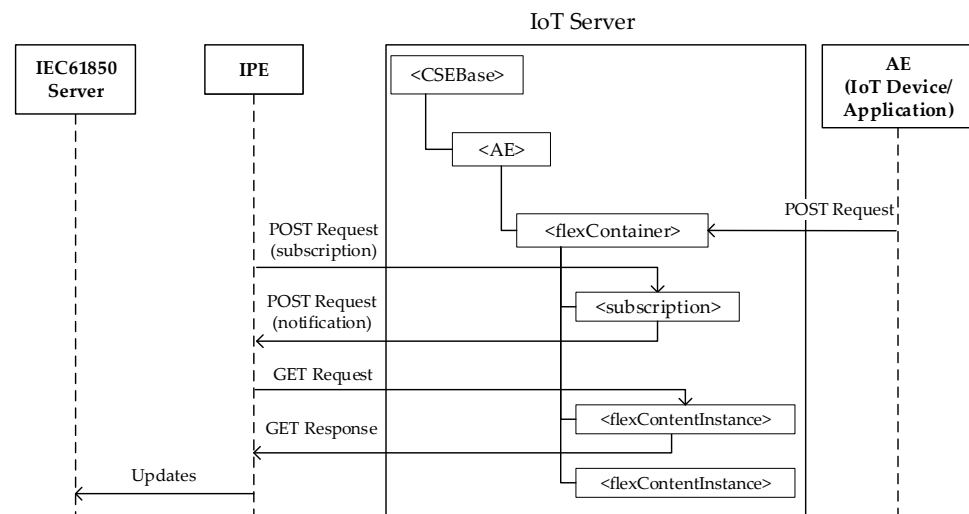 IoT Server
IEC61850
Server
IPE
<CSEBase>
AE
(IoT Device/
Application)
<AE>
POST Request
<flexContainer>
POST Request
(subscription)
<subscription>
POST Request
(notification)
GET Request
<flexContentInstance>
GET Response
<flexContentInstance>
Updates